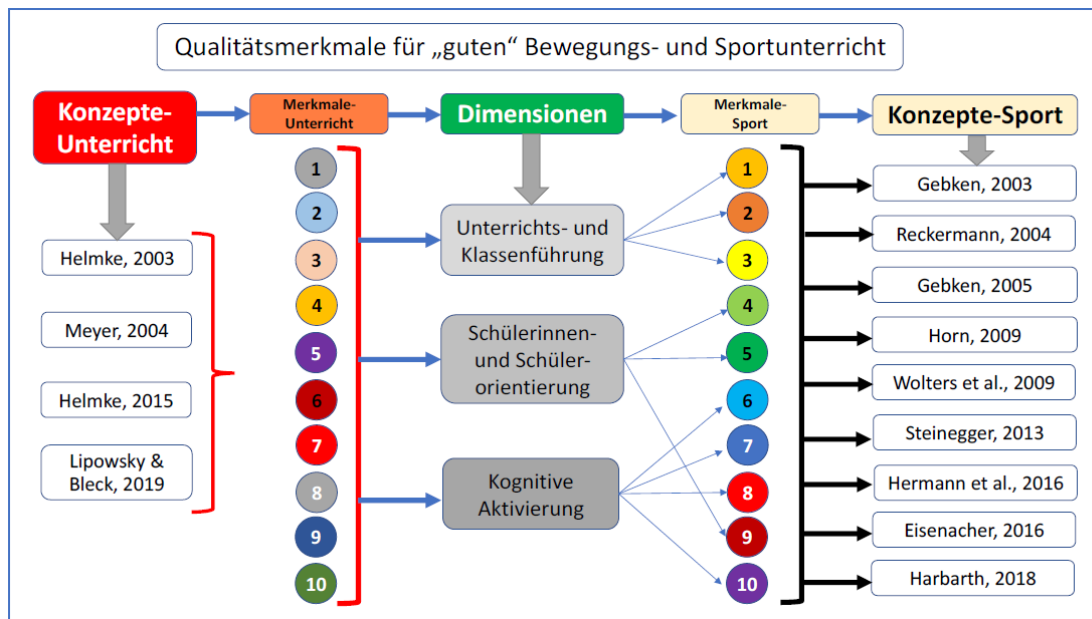 Qualitätsmerkmale für „guten“ Bewegungs- und Sportunterricht
Konzepte-
Unterricht
Merkmale-
Unterricht
Dimensionen
Merkmale-
Sport
Konzepte-Sport
Helmke, 2003
Meyer, 2004
Helmke, 2015
Lipowsky &
Bleck, 2019
1
2
3
4
5
6
7
8
9
10
Unterrichts- und
Klassenführung
Schülerinnen-
und Schüler-
orientierung
Kognitive
Aktivierung
1
2
3
4
5
6
7
8
9
10
Gebken, 2003
Reckermann, 2004
Gebken, 2005
Horn, 2009
Wolters et al., 2009
Steinegger, 2013
Hermann et al., 2016
Eisenacher, 2016
Harbarth, 2018